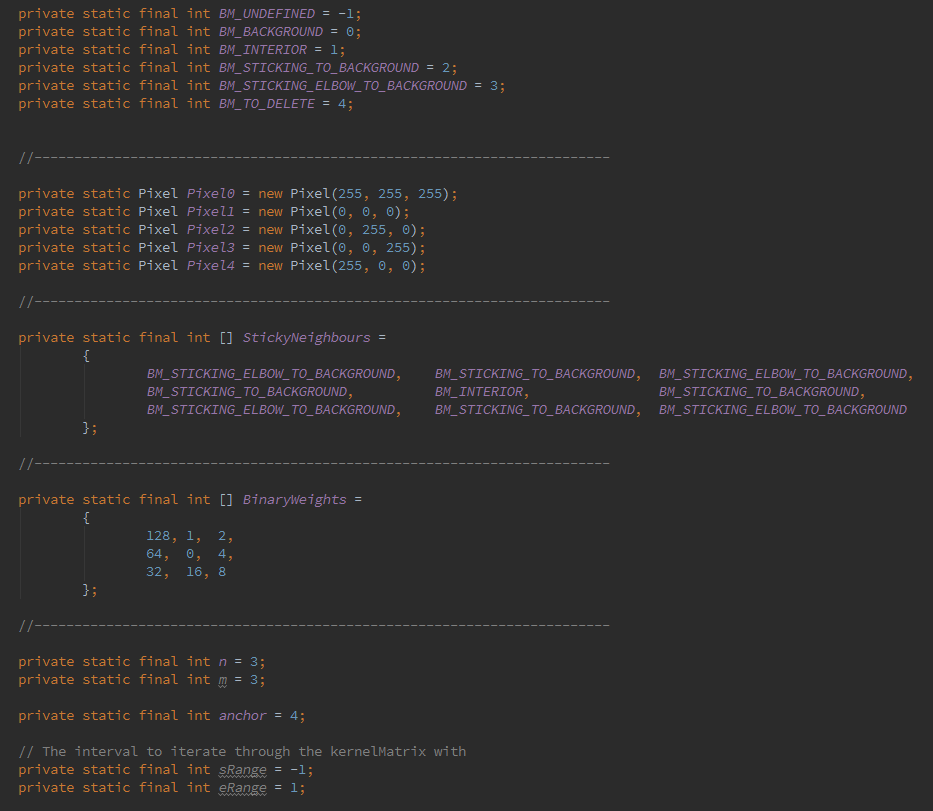 private static final int BM_UNDEFINED = -1;
private static final int BM_BACKGROUND = 0;
private static final int BM_INTERIOR = 1;
private static final int BM_STICKING_TO_BACKGROUND = 2;
private static final int BM_STICKING_ELBOW_TO_BACKGROUND = 3;
private static final int BM_TO_DELETE = 4;
//------------------------------------------------------------------------
private static Pixel Pixel0 = new Pixel(255, 255, 255);
private static Pixel Pixel1 = new Pixel(0, 0, 0);
private static Pixel Pixel2 = new Pixel(0, 255, 0);
private static Pixel Pixel3 = new Pixel(0, 0, 255);
private static Pixel Pixel4 = new Pixel(255, 0, 0);
//------------------------------------------------------------------------
private static final int [] StickyNeighbours =
{
BM_STICKING_ELBOW_TO_BACKGROUND, BM_STICKING_TO_BACKGROUND, BM_STICKING_ELBOW_TO_BACKGROUND,
BM_STICKING_TO_BACKGROUND, BM_INTERIOR, BM_STICKING_TO_BACKGROUND,
BM_STICKING_ELBOW_TO_BACKGROUND, BM_STICKING_TO_BACKGROUND, BM_STICKING_ELBOW_TO_BACKGROUND
};
//------------------------------------------------------------------------
private static final int [] BinaryWeights =
{
128, 1, 2,
64, 0, 4,
32, 16, 8
};
//------------------------------------------------------------------------
private static final int n = 3;
private static final int m = 3;
private static final int anchor = 4;
// The interval to iterate through the kernelMatrix with
private static final int sRange = -1;
private static final int eRange = 1;